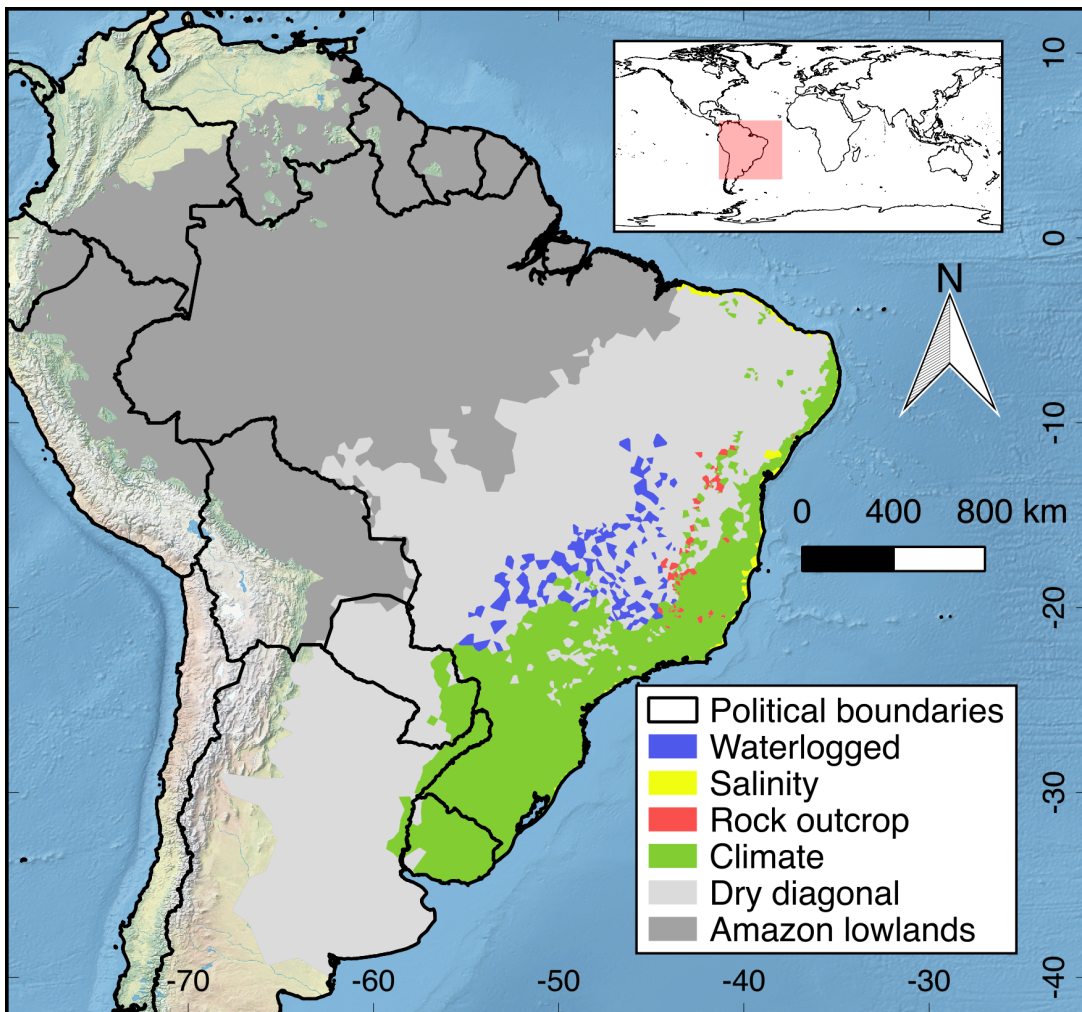 10
0
N
-10
0 400 800 km
-20
Political boundaries
Waterlogged
Salinity
-30
Rock outcrop
Climate
Dry diagonal
Amazon lowlands
-70 -60 -50 -40 -30 -40